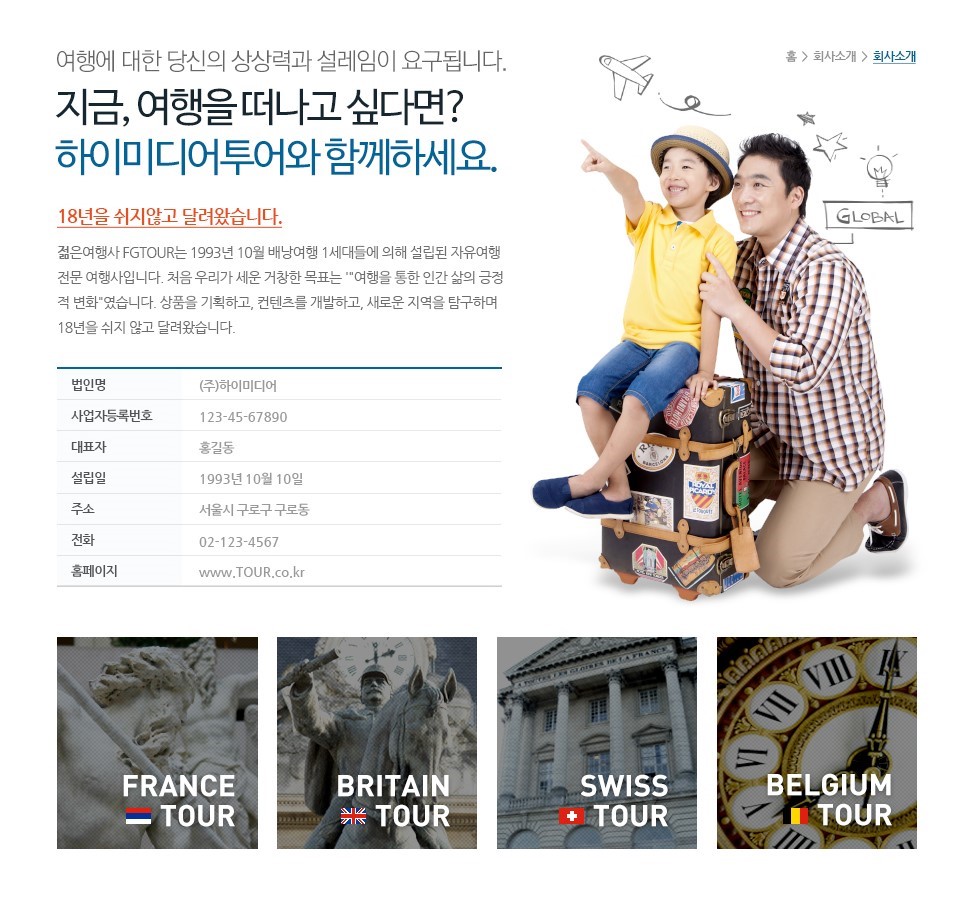 여행에 대한 당신의 상상력과 설레임이 요구됩니다.
홈 > 회사소개 > 회사소개
지금, 여행을 떠나고 싶다면?
하이미디어투어와 함께하세요.
18년을 쉬지않고 달려왔습니다.
젊은여행사 FGTOUR는 1993년 10월 배낭여행 1세대들에 의해 설립된 자유여행
전문 여행사입니다. 처음 우리가 세운 거창한 목표는 '"여행을 통한 인간 삶의 긍정
적 변화"였습니다. 상품을 기획하고, 컨텐츠를 개발하고, 새로운 지역을 탐구하며
18년을 쉬지 않고 달려왔습니다.
GLOBAL
법인명 (주)하이미디어
사업자등록번호 123-45-67890
대표자 홍길동
설립일 1993년 10월 10일
주소 서울시 구로구 구로동
전화 02-123-4567
홈페이지 www.TOUR.co.kr
BARCELONA
ROYAL
PICARDY
A TOUTES LES GLOIRES DE LA FRANCE
VI VII VIII IX
FRANCE
TOUR
BRITAIN
TOUR
SWISS
TOUR
BELGIUM
TOUR